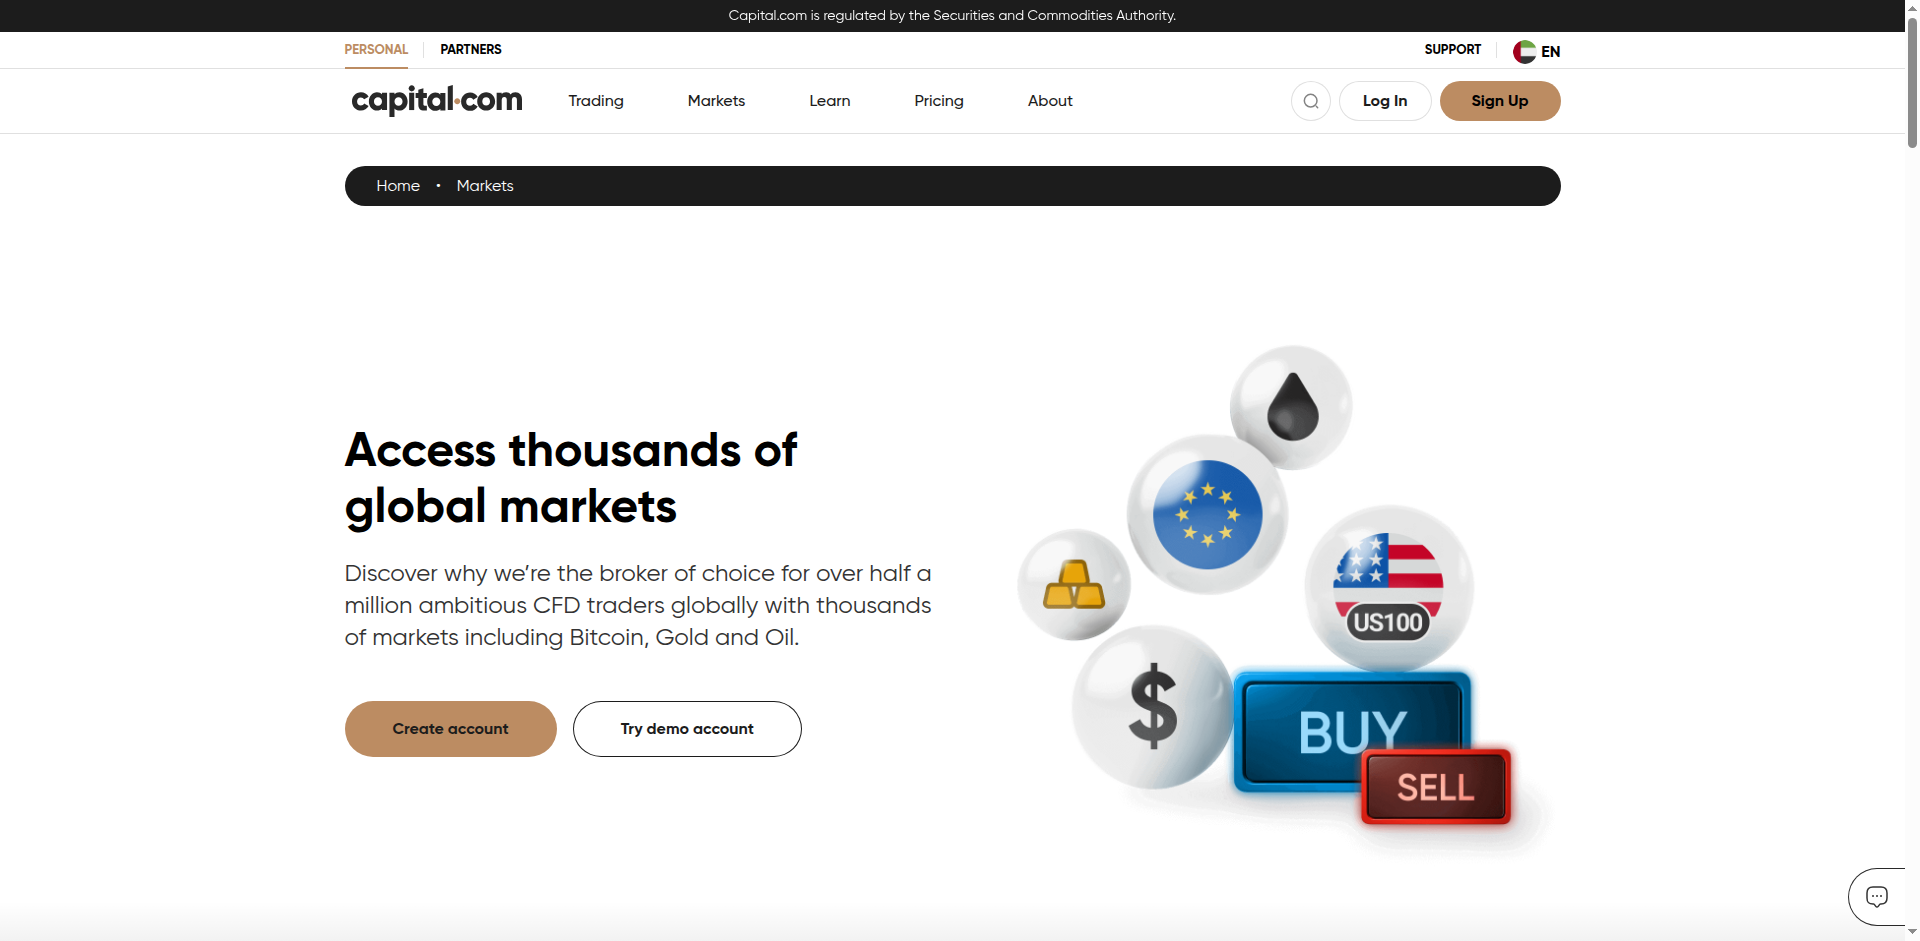 Capital.com is regulated by the Securities and Commodities Authority.
PERSONAL
PARTNERS
SUPPORT
EN
capital.com
Trading
Markets
Learn
Pricing
About
Log In
Sign Up
Home • Markets
Access thousands of
global markets
Discover why we're the broker of choice for over half a
million ambitious CFD traders globally with thousands
of markets including Bitcoin, Gold and Oil.
Create account
Try demo account
US100
$
BUY
SELL